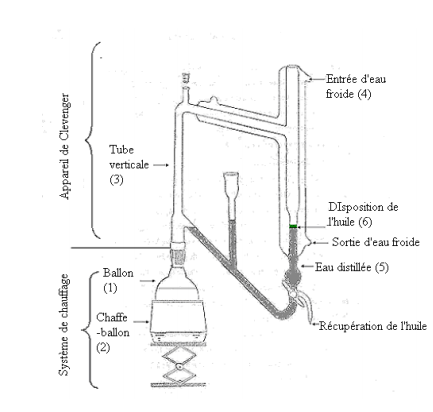 Appareil de Clevenger
Entrée d'eau
froide (4)
Tube
verticale
(3)
DIsposition de
l'huile (6)
Sortie d'eau froide
Eau distillée (5)
Système de chauffage
Ballon
(1)
Chaffe
-ballon
(2)
Récupération de l'huile